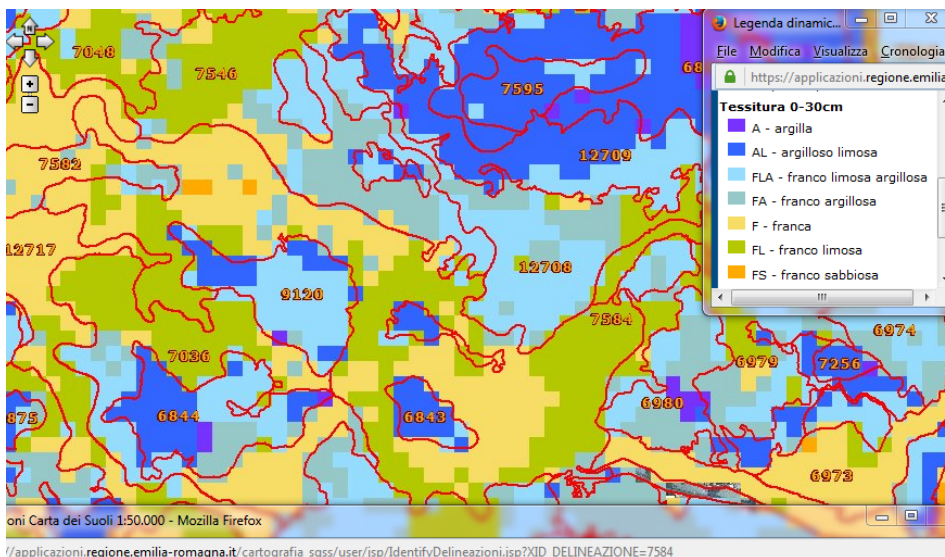 N
7048
7546
7595
68
7582
12709
12717
12708
9120
7584
7036
6974
6979
7256
875
6844
6843
6980
6973
Legenda dinamic...
File Modifica Visualizza Cronologia
https://applicazioni.regione.emilia
Tessitura 0-30cm
A - argilla
AL - argilloso limosa
FLA - franco limosa argillosa
FA - franco argillosa
F - franca
FL - franco limosa
FS - franco sabbiosa
oni Carta dei Suoli 1:50.000 - Mozilla Firefox
//applicazioni.regione.emilia-romagna.it/cartografia_sgss/user/jsp/IdentifyDelineazioni.jsp?XID_DELINEAZIONE=7584